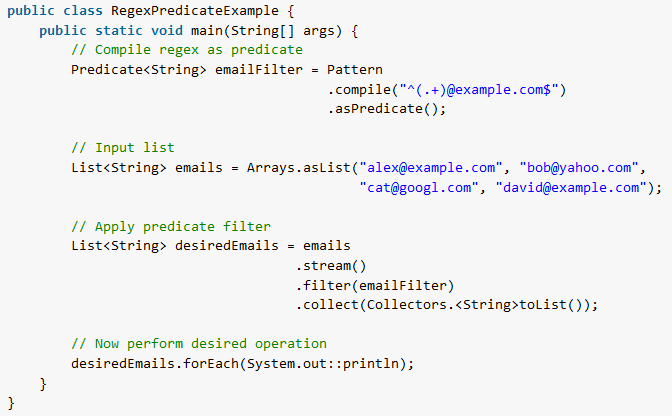 public class RegexPredicateExample {
    public static void main(String[] args) {
        // Compile regex as predicate
        Predicate<String> emailFilter = Pattern
                                        .compile("^(.+)@example.com$")
                                        .asPredicate();

        // Input list
        List<String> emails = Arrays.asList("alex@example.com", "bob@yahoo.com",
                                            "cat@googl.com", "david@example.com");

        // Apply predicate filter
        List<String> desiredEmails = emails
                                    .stream()
                                    .filter(emailFilter)
                                    .collect(Collectors.<String>toList());

        // Now perform desired operation
        desiredEmails.forEach(System.out::println);
    }
}